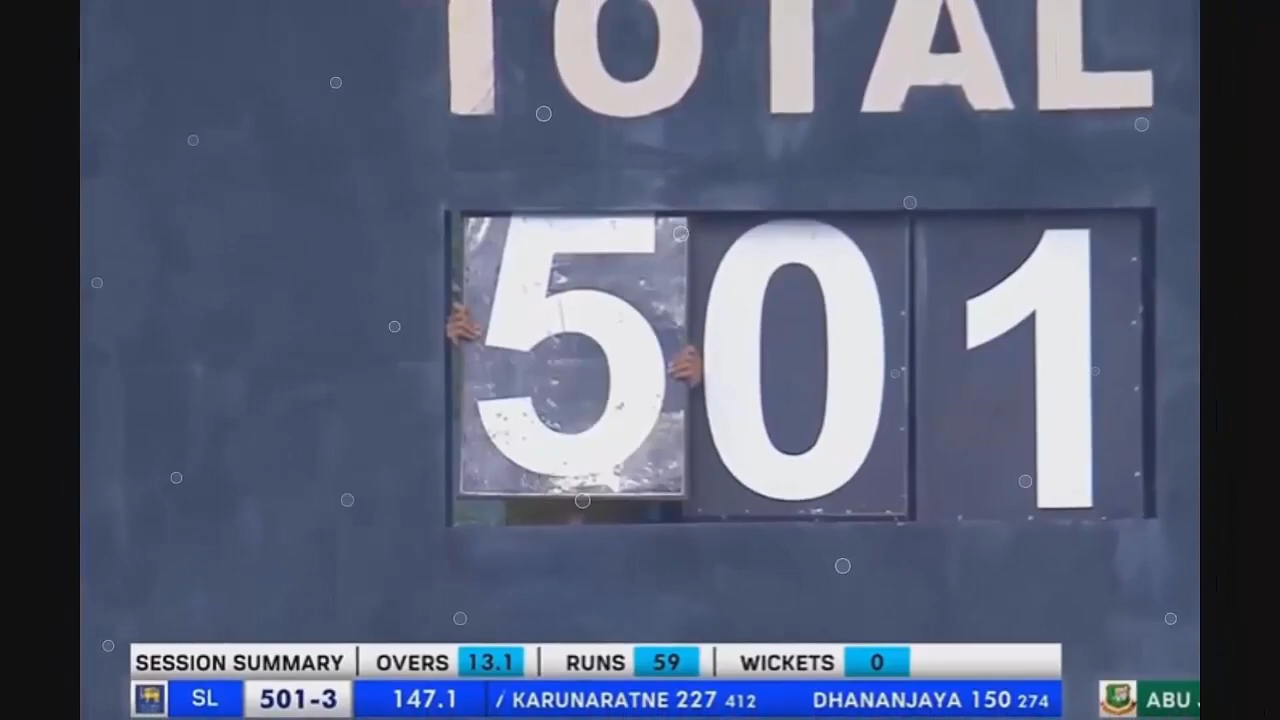 TOTAL
501
SESSION SUMMARY | OVERS 13.1 | RUNS 59 | WICKETS 0
SL 501-3 147.1 / KARUNARATNE 227 412 DHANANJAYA 150 274 ABU